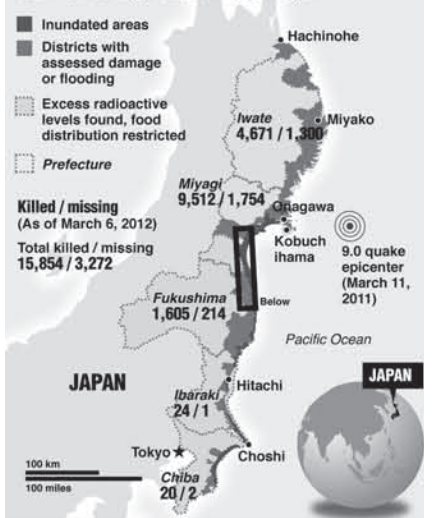 Inundated areas
Districts with
assessed damage
or flooding
Excess radioactive
levels found, food
distribution restricted
Prefecture
Killed / missing
(As of March 6, 2012)
Total killed / missing
15,854 / 3,272
Hachinohe
Iwate
4,671 / 1,300
Miyako
Miyagi
9,512 / 1,754
Onagawa
Kobuch
ihama
9.0 quake
epicenter
(March 11,
2011)
Fukushima
1,605 / 214
Below
Pacific Ocean
JAPAN
JAPAN
Ibaraki
24 / 1
Hitachi
Tokyo
Choshi
Chiba
20 / 2
100 km
100 miles